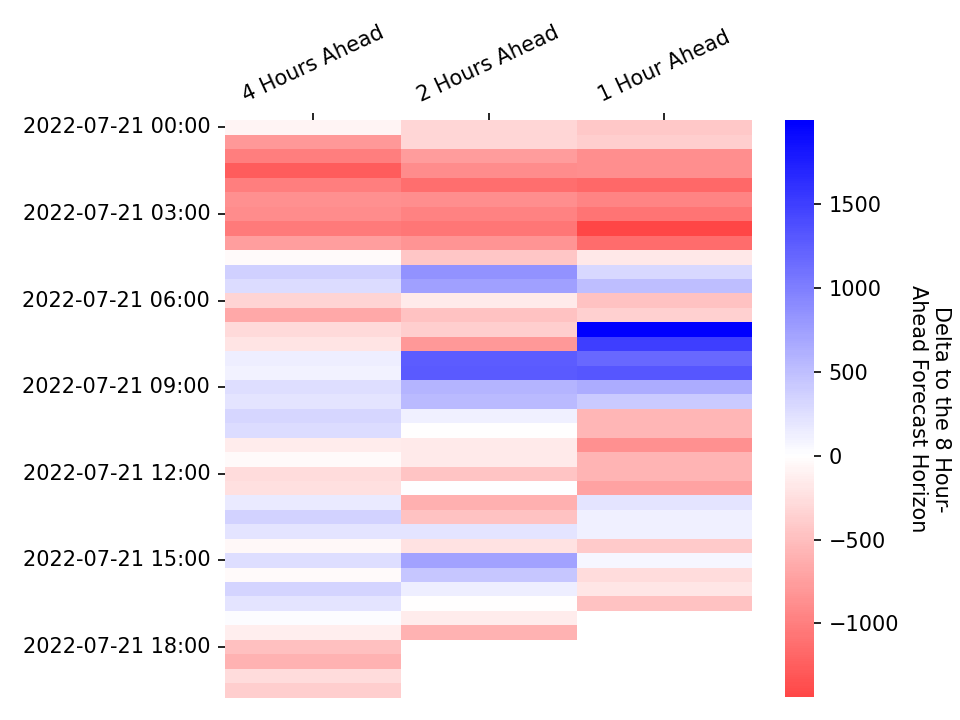 4 Hours Ahead
2 Hours Ahead
1 Hour Ahead
2022-07-21 00:00
2022-07-21 03:00
2022-07-21 06:00
2022-07-21 09:00
2022-07-21 12:00
2022-07-21 15:00
2022-07-21 18:00
1500
1000
500
0
−500
−1000
Delta to the 8 Hour-
Ahead Forecast Horizon